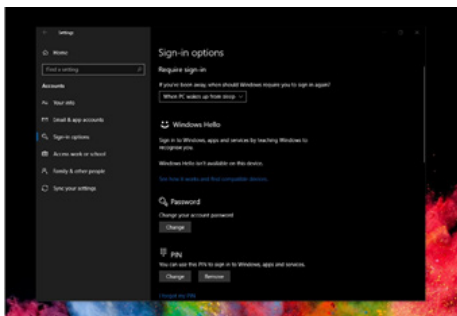 Settings
Home
Find a setting
Accounts
Your info
Email & app accounts
Sign-in options
Access work or school
Family & other people
Sync your settings
Sign-in options
Require sign-in
If you've been away, when should Windows require you to sign in again?
When PC wakes up from sleep
Windows Hello
Sign in to Windows, apps and services by teaching Windows to
recognise you.
Windows Hello isn't available on this device.
See how it works and find compatible devices.
Password
Change your account password
Change
PIN
You can use this PIN to sign in to Windows, apps and services.
Change Remove
I forgot my PIN